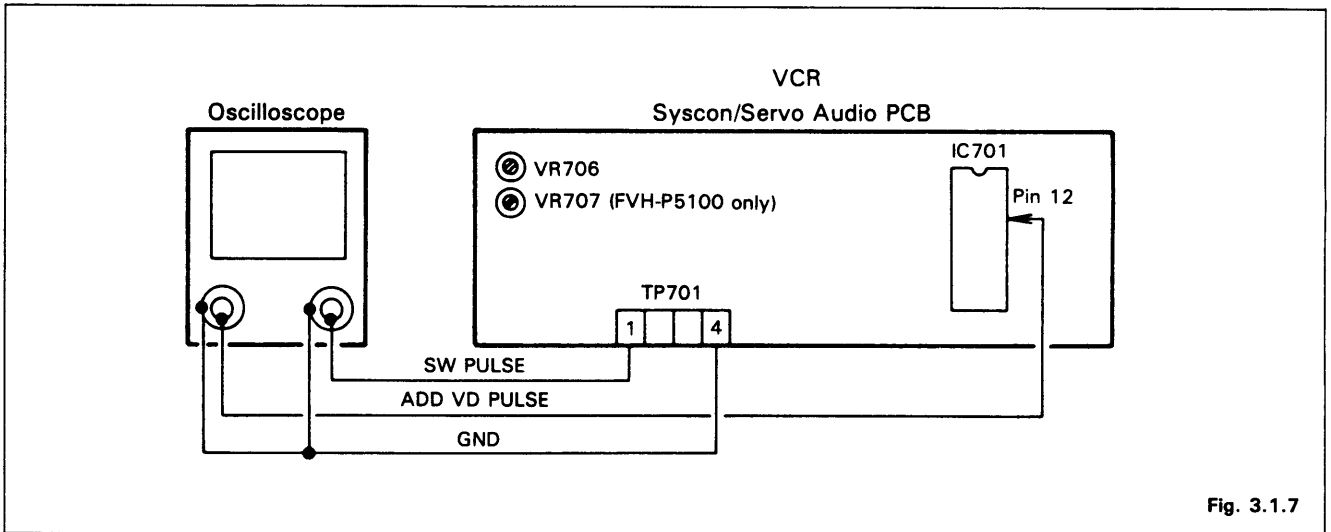 VCR
Oscilloscope
Syscon/Servo Audio PCB
IC701
VR706
Pin 12
VR707 (FVH-P5100 only)
TP701
1
4
SW PULSE
ADD VD PULSE
GND
Fig. 3.1.7